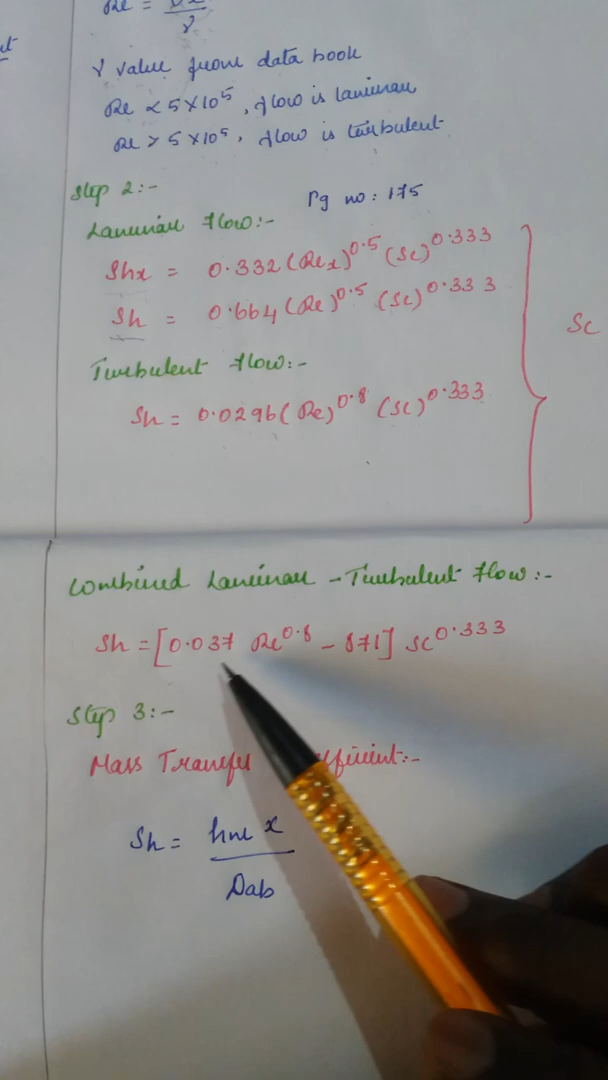 Re = 
γ
γ value from data book
Re < 5×10⁵, flow is laminar
Re > 5×10⁵, flow is turbulent
Step 2:-
Pg no: 175
Laminar Flow:-
Shx = 0.332 (Rex)^0.5 (Sc)^0.333
Sh = 0.664 (Re)^0.5 (Sc)^0.333
Sc
Turbulent Flow:-
Sh = 0.0296 (Re)^0.8 (Sc)^0.333
Combined Laminar - Turbulent Flow:-
Sh = [0.037 Re^0.8 - 871] Sc^0.333
Step 3:-
Mass Transfer
Sh = hm x
Dab